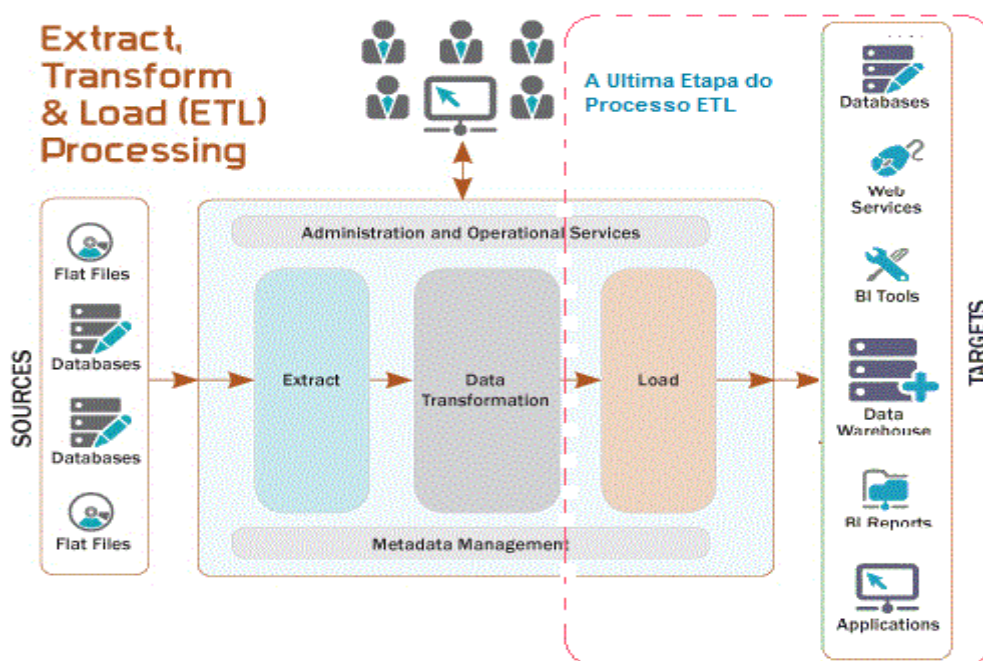 Extract,
Transform
& Load (ETL)
Processing
A Ultima Etapa do
Processo ETL
SOURCES
Flat Files
Databases
Databases
Flat Files
Administration and Operational Services
Extract
Data
Transformation
Load
Metadata Management
Databases
Web
Services
BI Tools
Data
Warehouse
BI Reports
Applications
TARGETS